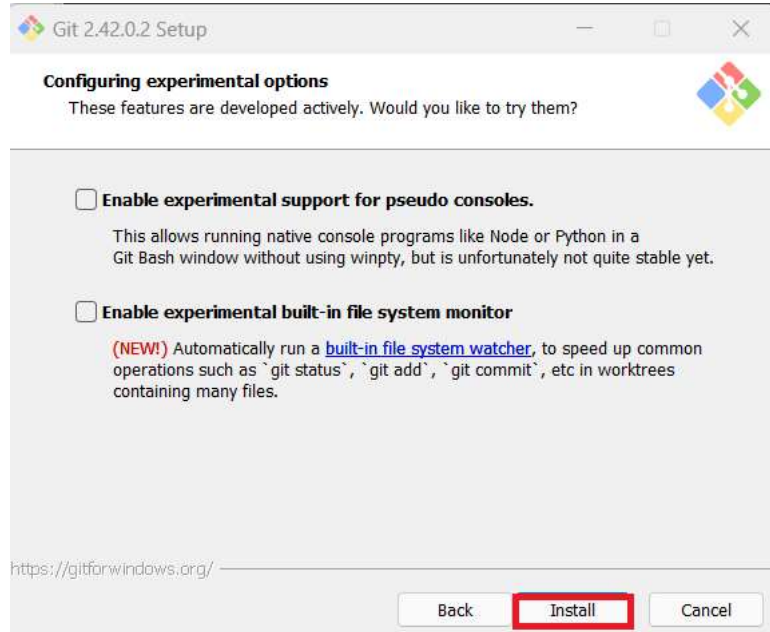 Git 2.42.0.2 Setup
Configuring experimental options
These features are developed actively. Would you like to try them?
Enable experimental support for pseudo consoles.
This allows running native console programs like Node or Python in a
Git Bash window without using winpty, but is unfortunately not quite stable yet.
Enable experimental built-in file system monitor
(NEW!) Automatically run a built-in file system watcher, to speed up common
operations such as `git status`, `git add`, `git commit`, etc in worktrees
containing many files.
https://gitforwindows.org/
Back Install Cancel